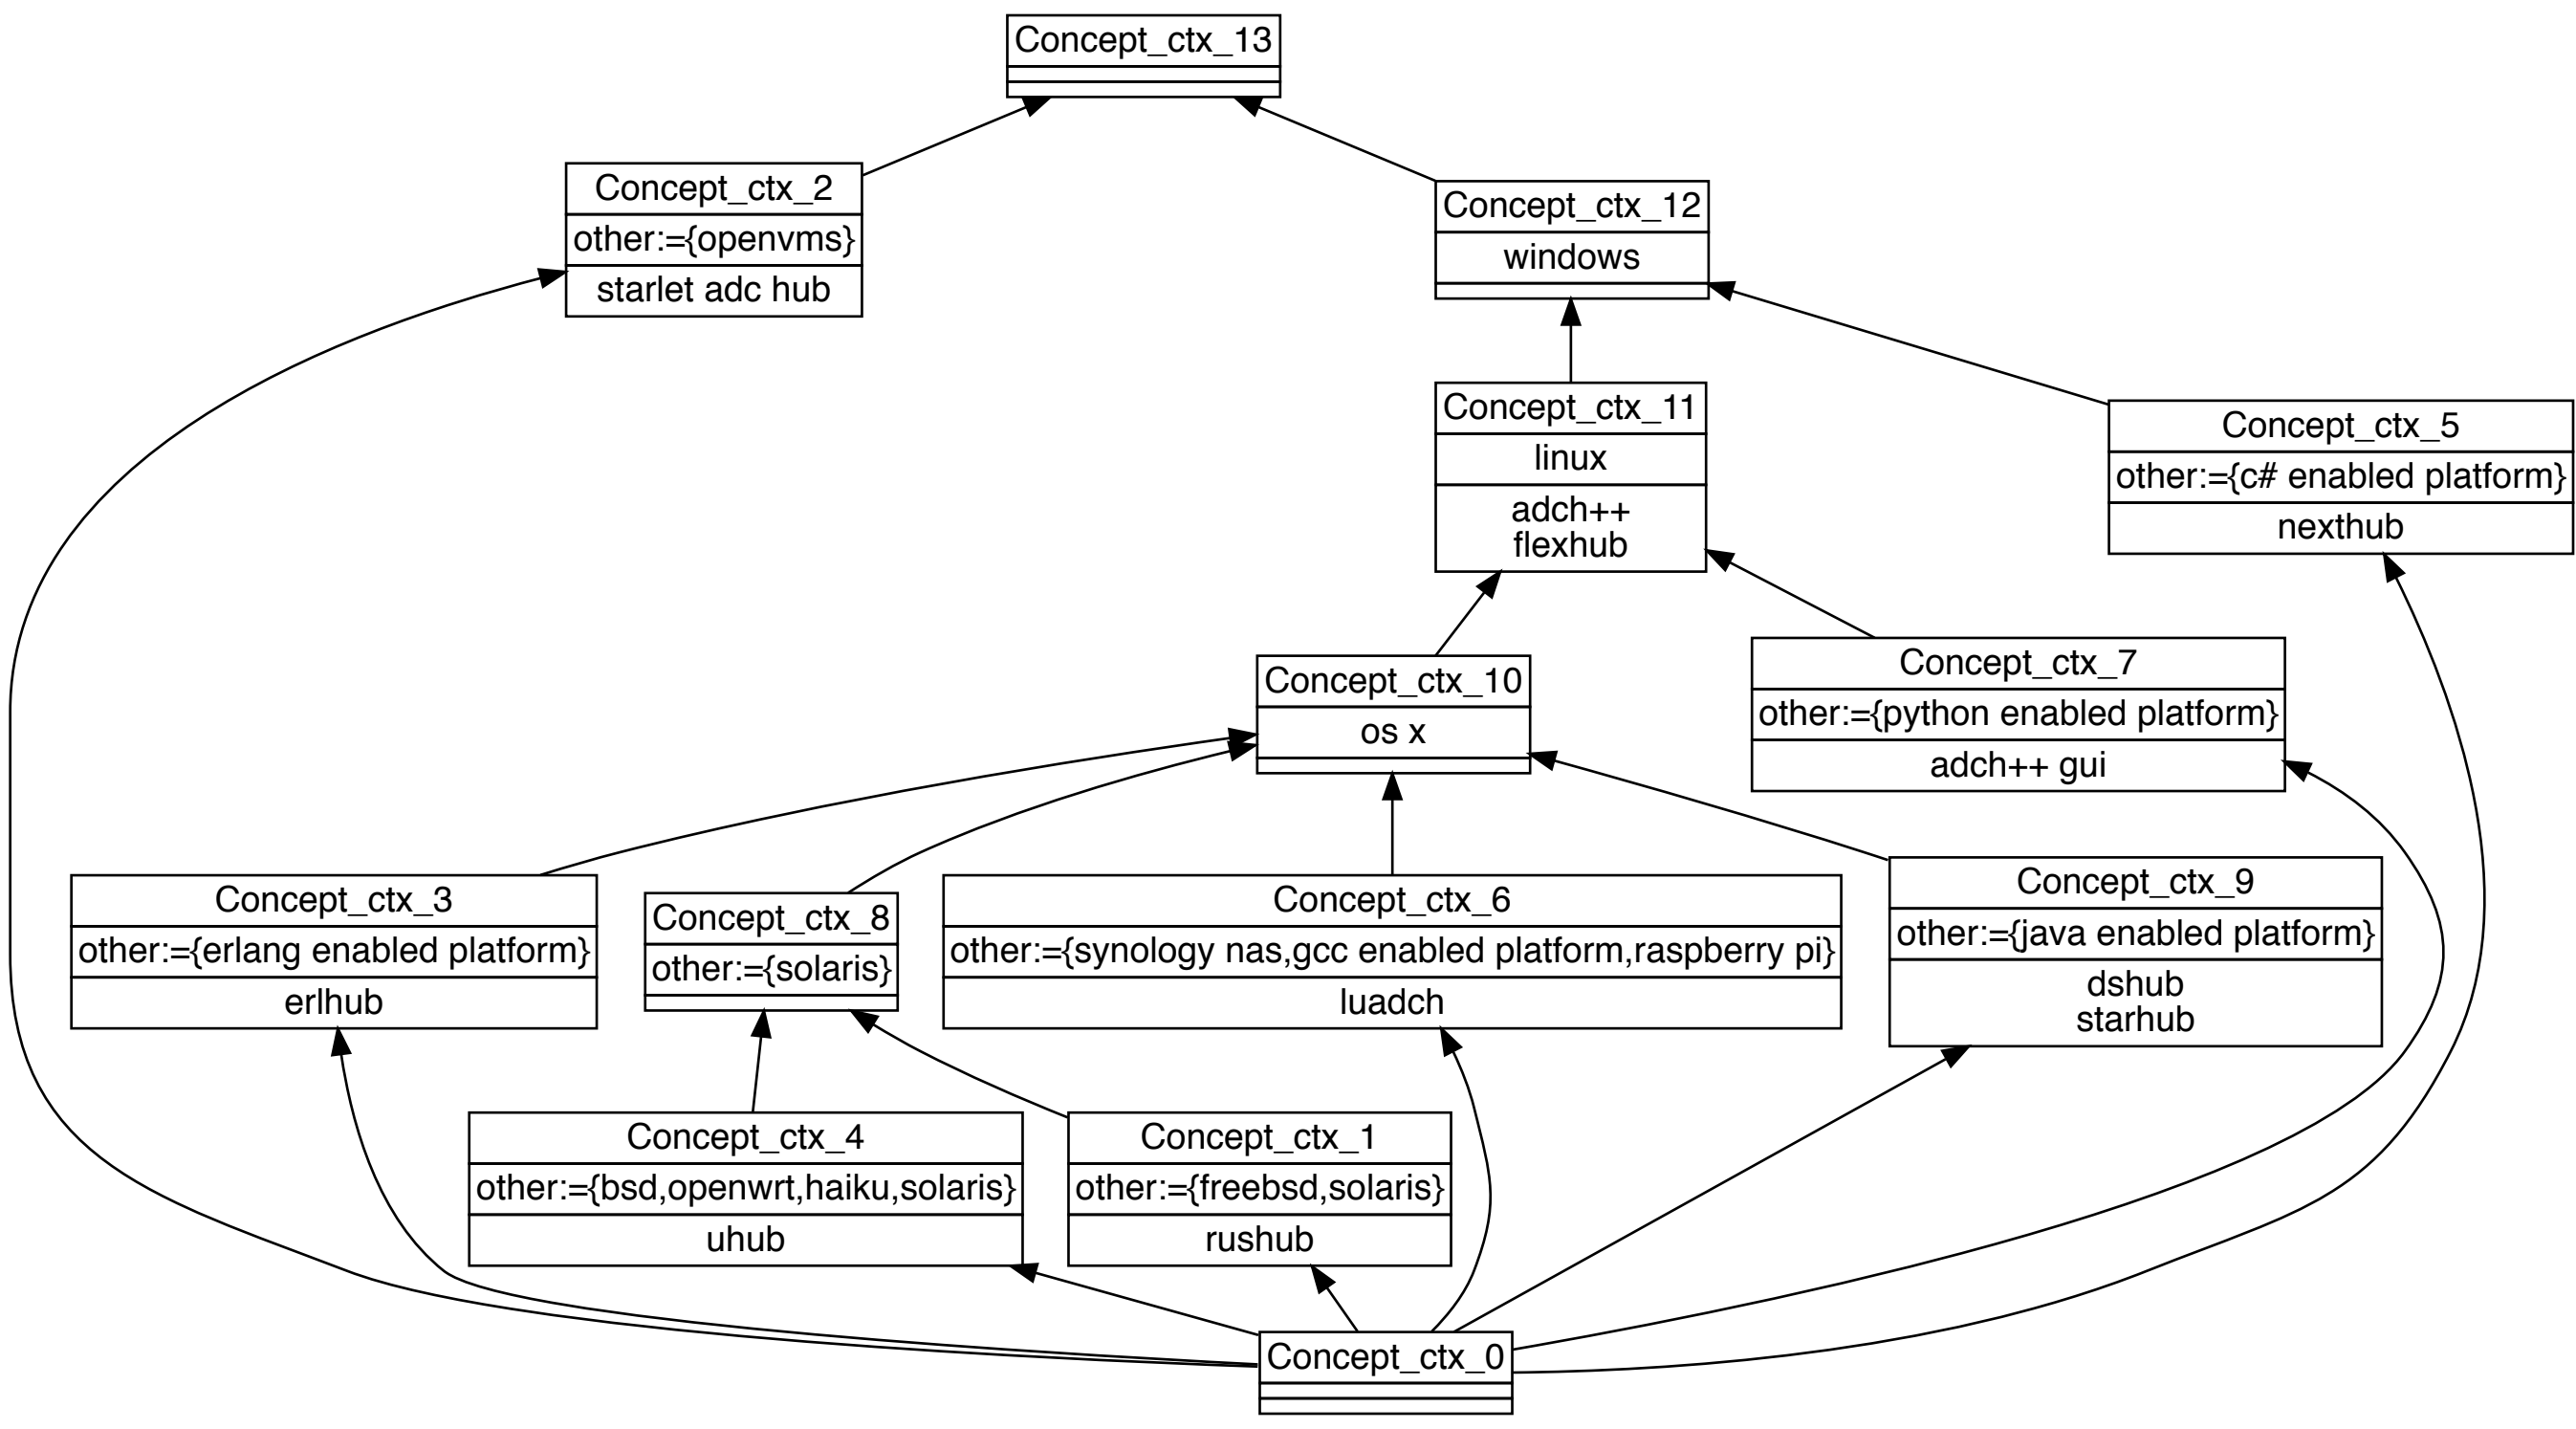 Concept_ctx_13
Concept_ctx_2
other:={openvms}
starlet adc hub
Concept_ctx_12
windows
Concept_ctx_11
linux
adch++
flexhub
Concept_ctx_5
other:={c# enabled platform}
nexthub
Concept_ctx_10
os x
Concept_ctx_7
other:={python enabled platform}
adch++ gui
Concept_ctx_3
other:={erlang enabled platform}
erlhub
Concept_ctx_8
other:={solaris}
Concept_ctx_6
other:={synology nas,gcc enabled platform,raspberry pi}
luadch
Concept_ctx_9
other:={java enabled platform}
dshub
starhub
Concept_ctx_4
other:={bsd,openwrt,haiku,solaris}
uhub
Concept_ctx_1
other:={freebsd,solaris}
rushub
Concept_ctx_0